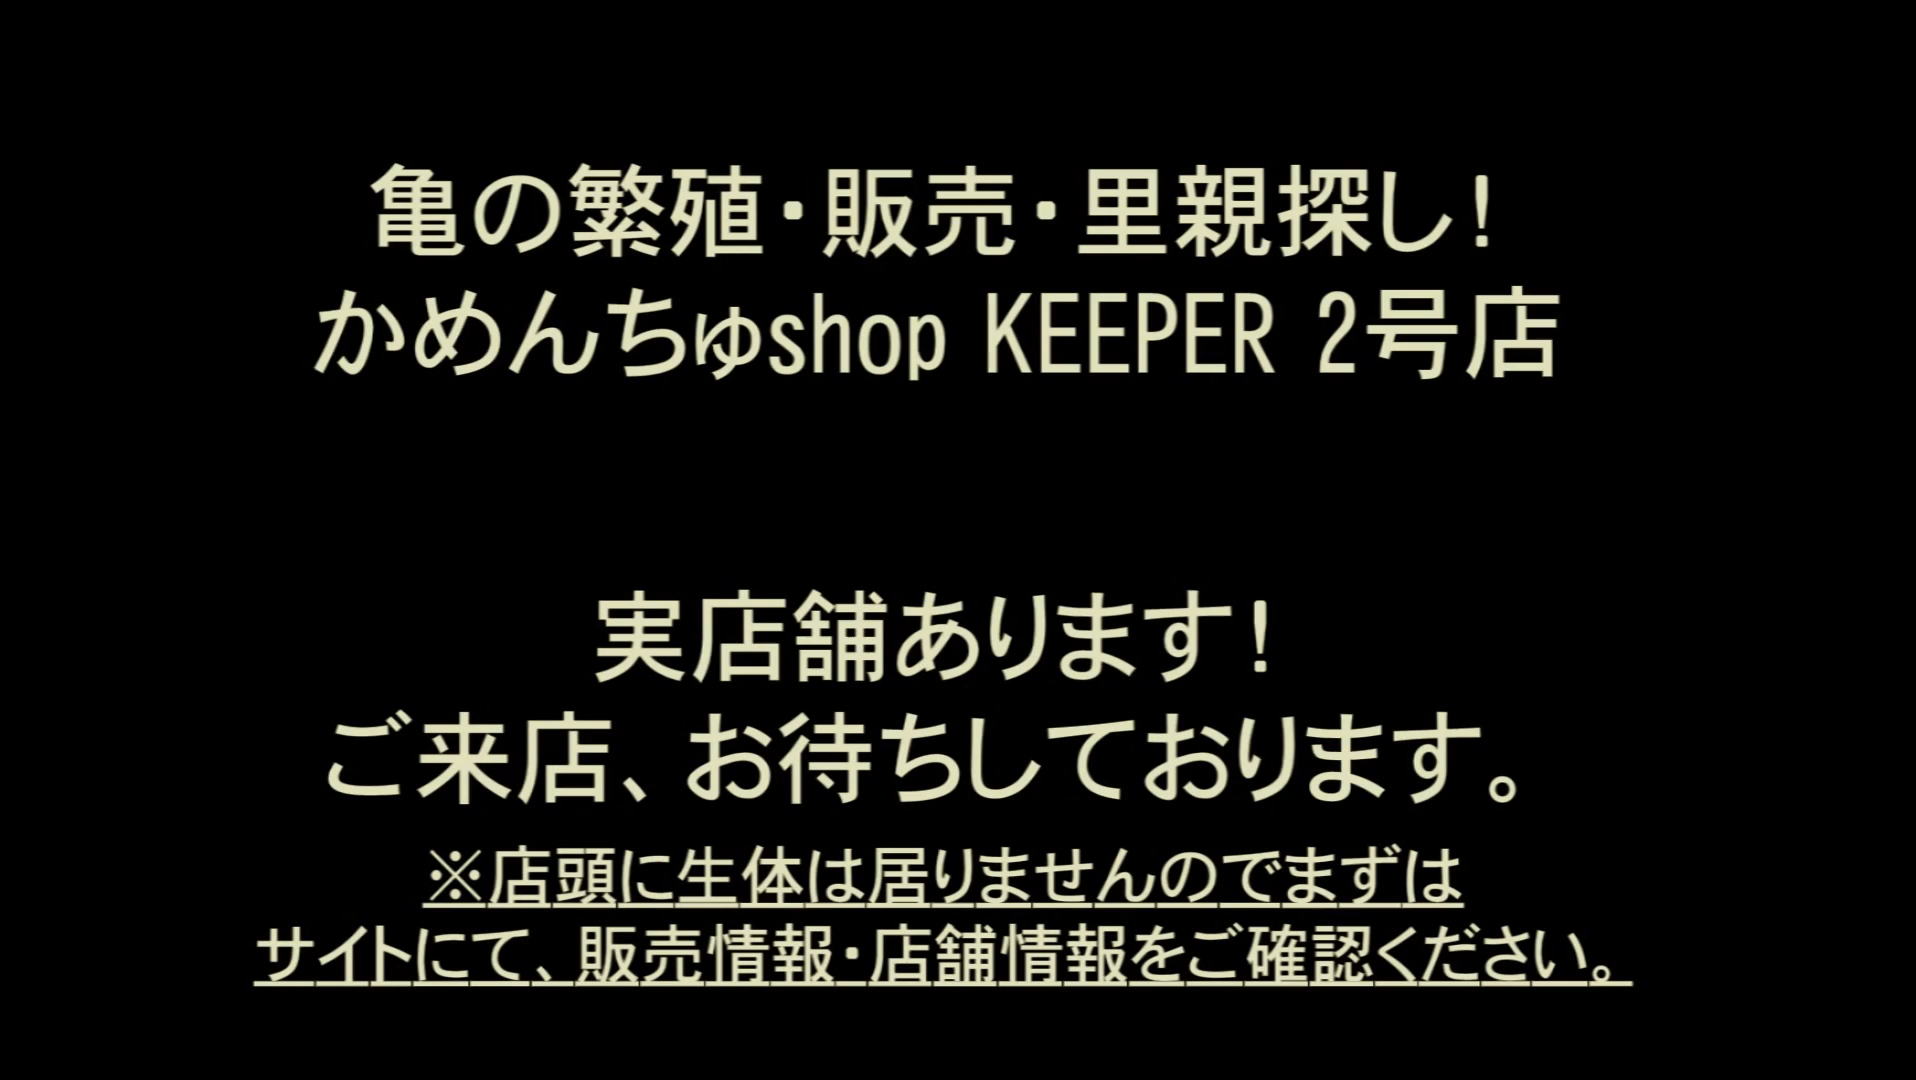 亀の繁殖・販売・里親探し!
かめんちゅshop KEEPER 2号店
実店舗あります!
ご来店、お待ちしております。
※店頭に生体は居りませんのでまずは
サイトにて、販売情報・店舗情報をご確認ください。